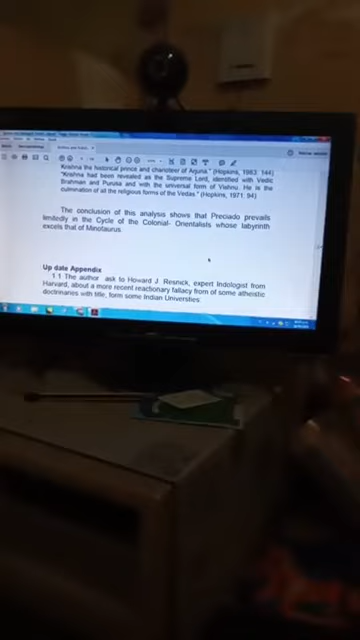 Krishna the historical prince and charioteer of Arjuna." (Hopkins, 1983: 144)
"Krishna had been revealed as the Supreme Lord, identified with Vedic
Brahman and Purusa and with the universal form of Vishnu. He is the
culmination of all the religious forms of the Vedas." (Hopkins, 1971: 94)
The conclusion of this analysis shows that Preciado prevails
limitedly in the Cycle of the Colonial- Orientalists whose labyrinth
excels that of Minotaurus
Up date Appendix
1.1 The author ask to Howard J. Resnick, expert Indologist from
Harvard, about a more recent reactionary fallacy from of some atheistic
doctrinaries with title, form some Indian Universties: